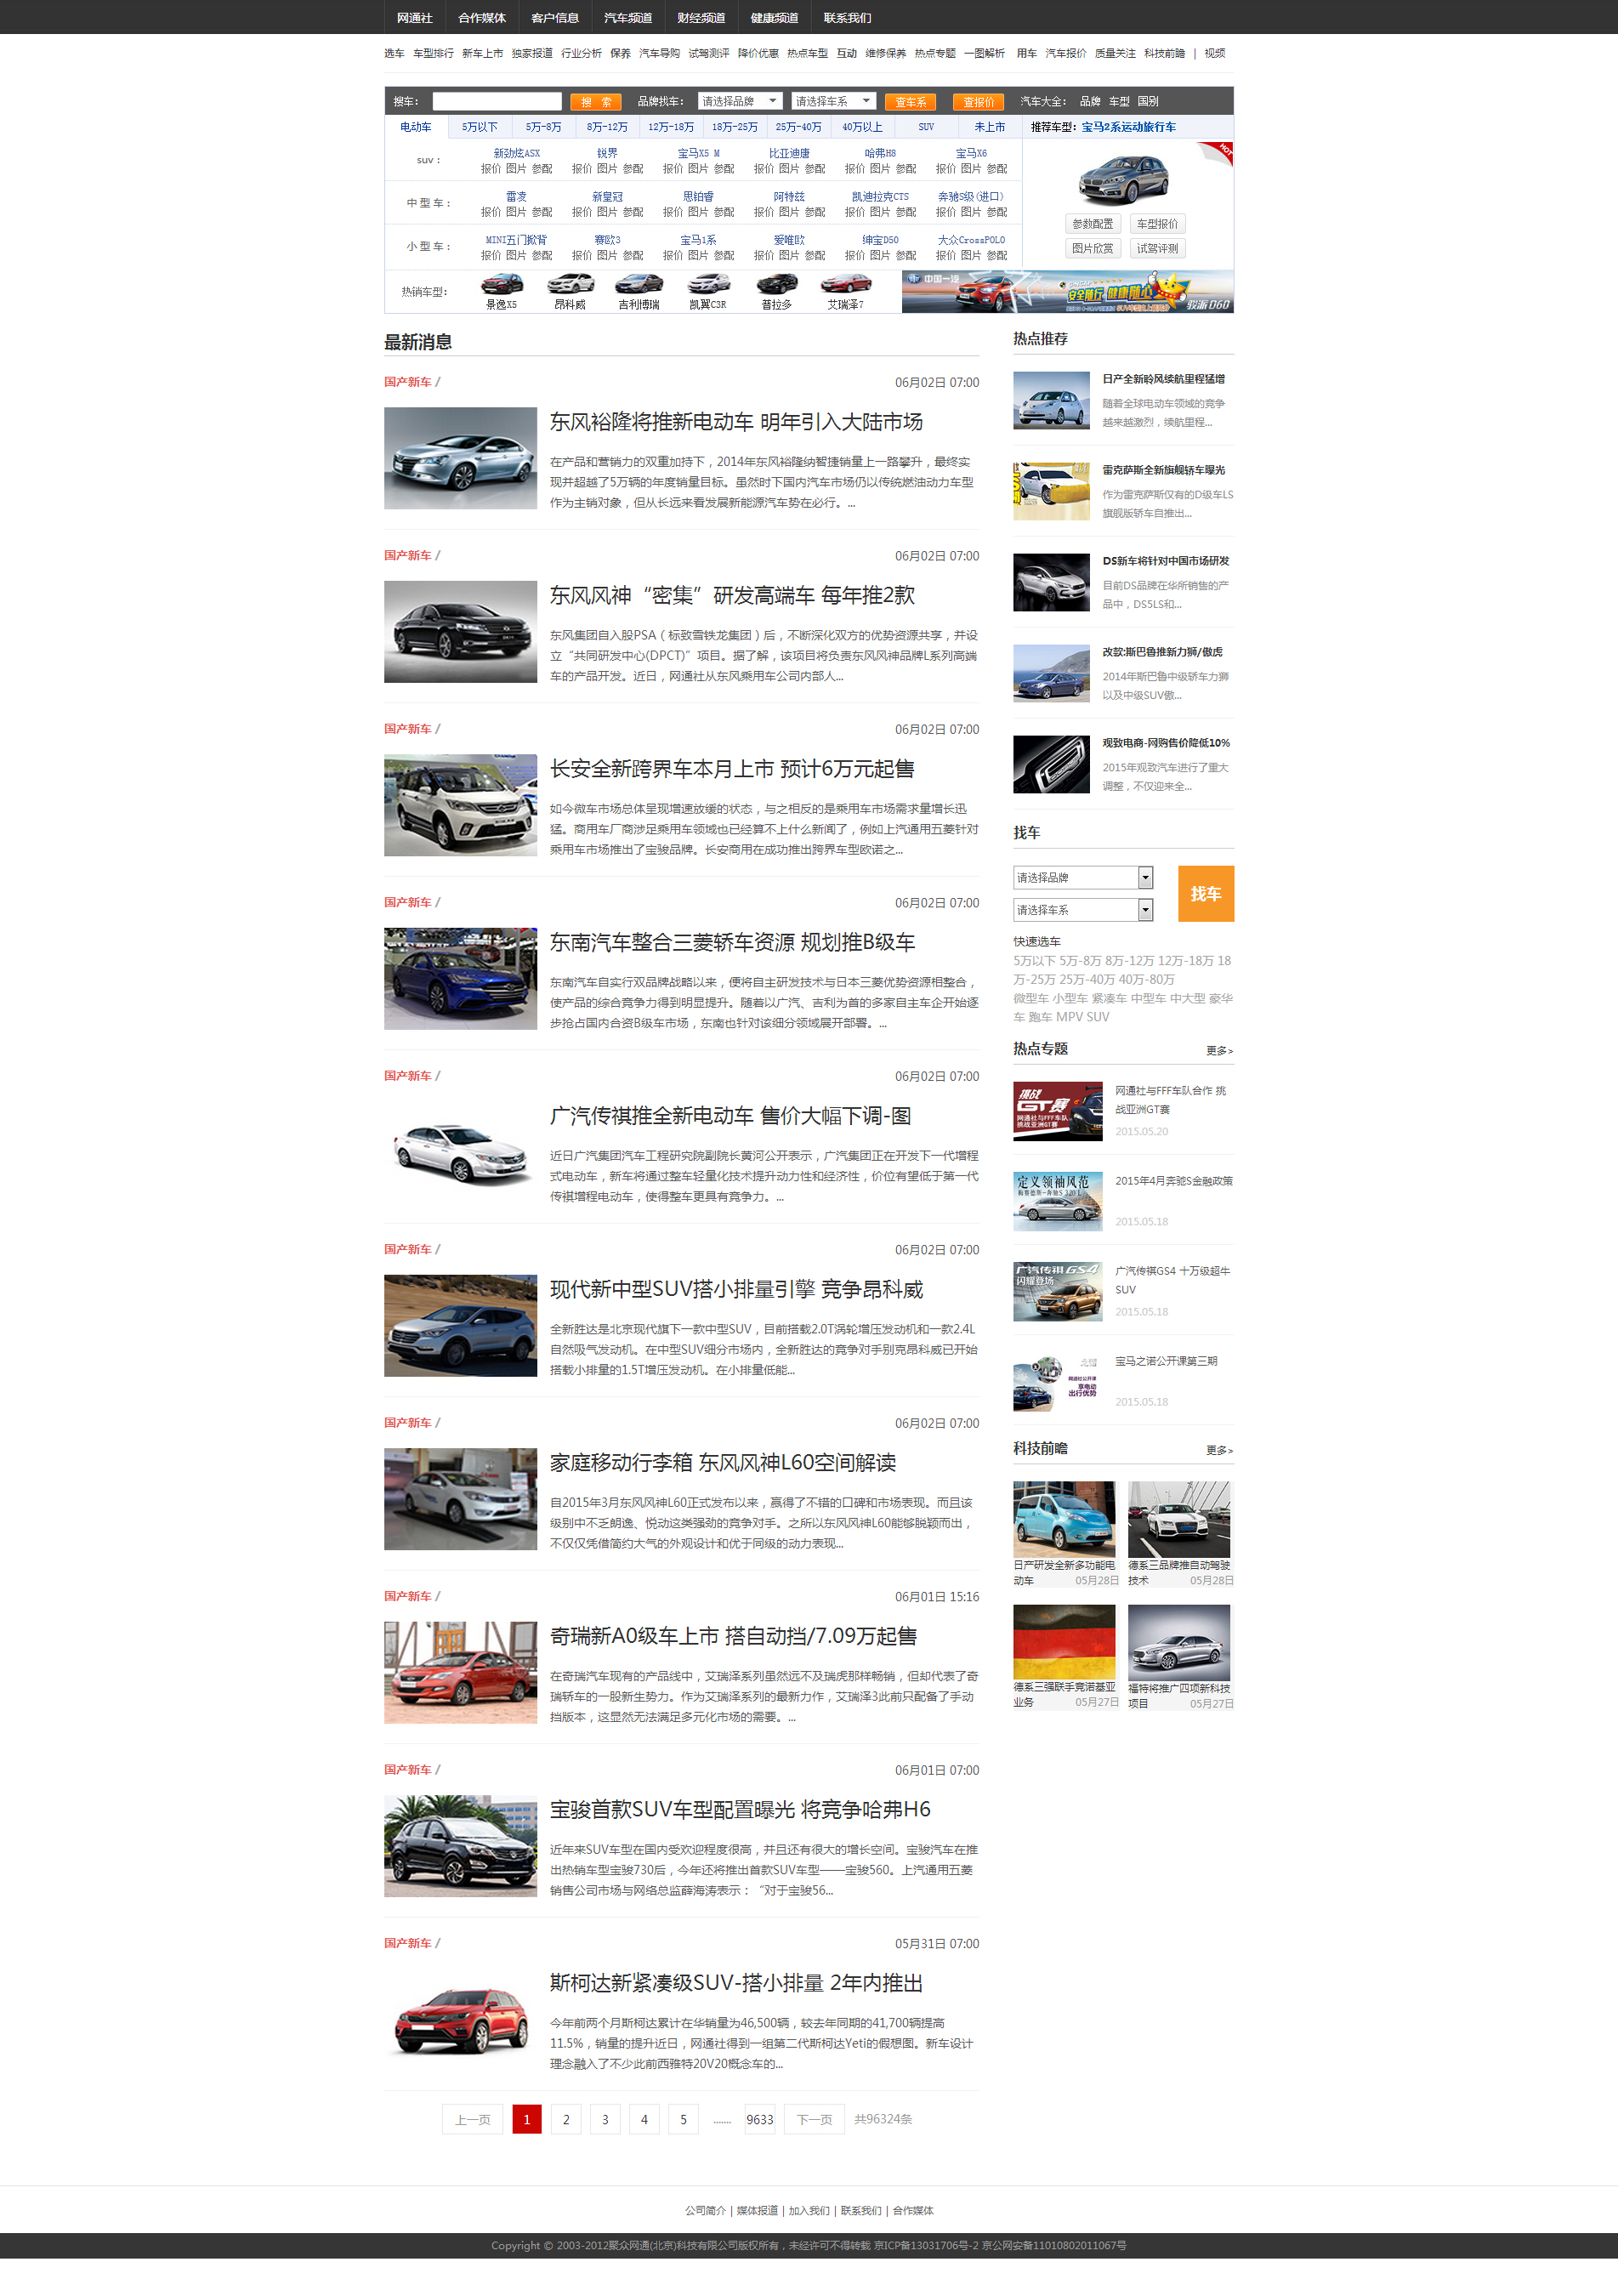 网通社 合作媒体 客户信息 汽车频道 财经频道 健康频道 联系我们
选车 车型排行 新车上市 独家报道 行业分析 保养 汽车导购 试驾测评 降价优惠 热点车型 互动 维修保养 热点专题 一图解析 用车 汽车报价 质量关注 科技前瞻 | 视频
搜车： 搜 索 品牌找车： 请选择品牌 请选择车系 查车系 查报价 汽车大全： 品牌 车型 国别
电动车 5万以下 5万-8万 8万-12万 12万-18万 18万-25万 25万-40万 40万以上 SUV 未上市 推荐车型：宝马2系运动旅行车
suv： 新劲炫ASX 锐界 宝马X5 M 比亚迪唐 哈弗H8 宝马X6
报价 图片 参配 报价 图片 参配 报价 图片 参配 报价 图片 参配 报价 图片 参配 报价 图片 参配
HOT
中型车： 雷凌 新皇冠 思铂睿 阿特兹 凯迪拉克CTS 奔驰S级(进口)
报价 图片 参配 报价 图片 参配 报价 图片 参配 报价 图片 参配 报价 图片 参配 报价 图片 参配
参数配置 车型报价
小型车： MINI五门掀背 赛欧3 宝马1系 爱唯欧 绅宝D50 大众CrossPOLO
报价 图片 参配 报价 图片 参配 报价 图片 参配 报价 图片 参配 报价 图片 参配 报价 图片 参配
图片欣赏 试驾评测
热销车型： 景逸X5 昂科威 吉利博瑞 凯翼C3R 普拉多 艾瑞泽7
中国一汽 安全随行 健康随心 骏派D60
最新消息
国产新车 / 06月02日 07:00
东风裕隆将推新电动车 明年引入大陆市场
在产品和营销力的双重加持下，2014年东风裕隆纳智捷销量上一路攀升，最终实
现并超越了5万辆的年度销量目标。虽然时下国内汽车市场仍以传统燃油动力车型
作为主销对象，但从长远来看发展新能源汽车势在必行。...
国产新车 / 06月02日 07:00
东风风神“密集”研发高端车 每年推2款
东风集团自入股PSA（标致雪铁龙集团）后，不断深化双方的优势资源共享，并设
立“共同研发中心(DPCT)”项目。据了解，该项目将负责东风风神品牌L系列高端
车的产品开发。近日，网通社从东风乘用车公司内部人...
国产新车 / 06月02日 07:00
长安全新跨界车本月上市 预计6万元起售
如今微车市场总体呈现增速放缓的状态，与之相反的是乘用车市场需求量增长迅
猛。商用车厂商涉足乘用车领域也已经算不上什么新闻了，例如上汽通用五菱针对
乘用车市场推出了宝骏品牌。长安商用在成功推出跨界车型欧诺之...
国产新车 / 06月02日 07:00
东南汽车整合三菱轿车资源 规划推B级车
东南汽车自实行双品牌战略以来，便将自主研发技术与日本三菱优势资源相整合，
使产品的综合竞争力得到明显提升。随着以广汽、吉利为首的多家自主车企开始逐
步抢占国内合资B级车市场，东南也针对该细分领域展开部署。...
国产新车 / 06月02日 07:00
广汽传祺推全新电动车 售价大幅下调-图
近日广汽集团汽车工程研究院副院长黄河公开表示，广汽集团正在开发下一代增程
式电动车，新车将通过整车轻量化技术提升动力性和经济性，价位有望低于第一代
传祺增程电动车，使得整车更具有竞争力。...
国产新车 / 06月02日 07:00
现代新中型SUV搭小排量引擎 竞争昂科威
全新胜达是北京现代旗下一款中型SUV，目前搭载2.0T涡轮增压发动机和一款2.4L
自然吸气发动机。在中型SUV细分市场内，全新胜达的竞争对手别克昂科威已开始
搭载小排量的1.5T增压发动机。在小排量低能...
国产新车 / 06月02日 07:00
家庭移动行李箱 东风风神L60空间解读
自2015年3月东风风神L60正式发布以来，赢得了不错的口碑和市场表现。而且该
级别中不乏朗逸、悦动这类强劲的竞争对手。之所以东风风神L60能够脱颖而出，
不仅仅凭借简约大气的外观设计和优于同级的动力表现...
国产新车 / 06月01日 15:16
奇瑞新A0级车上市 搭自动挡/7.09万起售
在奇瑞汽车现有的产品线中，艾瑞泽系列虽然远不及瑞虎那样畅销，但却代表了奇
瑞轿车的一股新生势力。作为艾瑞泽系列的最新力作，艾瑞泽3此前只配备了手动
挡版本，这显然无法满足多元化市场的需要。...
国产新车 / 06月01日 07:00
宝骏首款SUV车型配置曝光 将竞争哈弗H6
近年来SUV车型在国内受欢迎程度很高，并且还有很大的增长空间。宝骏汽车在推
出热销车型宝骏730后，今年还将推出首款SUV车型——宝骏560。上汽通用五菱
销售公司市场与网络总监薛海涛表示：“对于宝骏56...
国产新车 / 05月31日 07:00
斯柯达新紧凑级SUV-搭小排量 2年内推出
今年前两个月斯柯达累计在华销量为46,500辆，较去年同期的41,700辆提高
11.5%，销量的提升近日，网通社得到一组第二代斯柯达Yeti的假想图。新车设计
理念融入了不少此前西雅特20V20概念车的...
上一页 1 2 3 4 5 ....... 9633 下一页 共96324条
热点推荐
日产全新聆风续航里程猛增
随着全球电动车领域的竞争
越来越激烈，续航里程...
雷克萨斯全新旗舰轿车曝光
作为雷克萨斯仅有的D级车LS
旗舰版轿车自推出...
DS新车将针对中国市场研发
目前DS品牌在华所销售的产
品中，DS5LS和...
改款:斯巴鲁推新力狮/傲虎
2014年斯巴鲁中级轿车力狮
以及中级SUV傲...
观致电商-网购售价降低10%
2015年观致汽车进行了重大
调整，不仅迎来全...
找车
请选择品牌
请选择车系
找车
快速选车
5万以下 5万-8万 8万-12万 12万-18万 18
万-25万 25万-40万 40万-80万
微型车 小型车 紧凑车 中型车 中大型 豪华
车 跑车 MPV SUV
热点专题 更多>
挑战
GT赛
网通社与FFF车队
挑战亚洲GT赛
网通社与FFF车队合作 挑
战亚洲GT赛
2015.05.20
定义领袖风范
梅赛德斯-奔驰S 320 L
2015年4月奔驰S金融政策
2015.05.18
广汽传祺GS4
闪耀登场
广汽传祺GS4 十万级超牛
SUV
2015.05.18
网通社公开课
享电动
出行优势
宝马之诺公开课第三期
2015.05.18
科技前瞻 更多>
日产研发全新多功能电
动车 05月28日
德系三品牌推自动驾驶
技术 05月28日
德系三强联手竞诺基亚
业务 05月27日
福特将推广四项新科技
项目 05月27日
公司简介 | 媒体报道 | 加入我们 | 联系我们 | 合作媒体
Copyright © 2003-2012聚众网通(北京)科技有限公司版权所有，未经许可不得转载 京ICP备13031706号-2 京公网安备11010802011067号